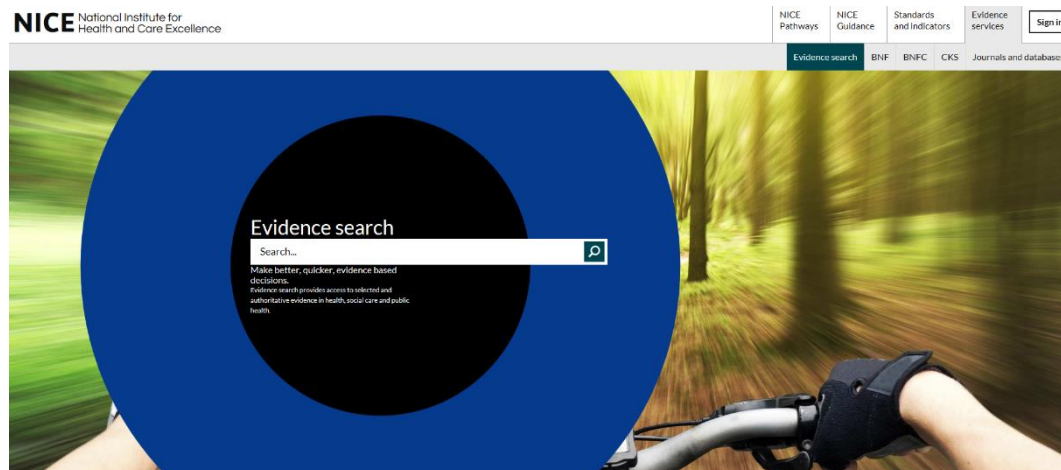 NICE National Institute for
Health and Care Excellence
NICE
Pathways
NICE
Guidance
Standards
and indicators
Evidence
services
Sign in
Evidence search
BNF
BNFC
CKS
Journals and databases
Evidence search
Search...
Make better, quicker, evidence based
decisions.
Evidence search provides access to selected and
authoritative evidence in health, social care and public
health.